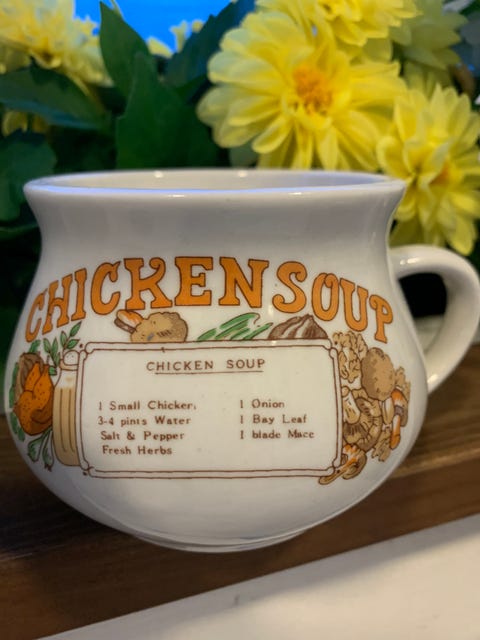 CHICKEN SOUP
CHICKEN SOUP
1 Small Chicken
3-4 pints Water
Salt & Pepper
Fresh Herbs
1 Onion
1 Bay Leaf
1 blade Mace